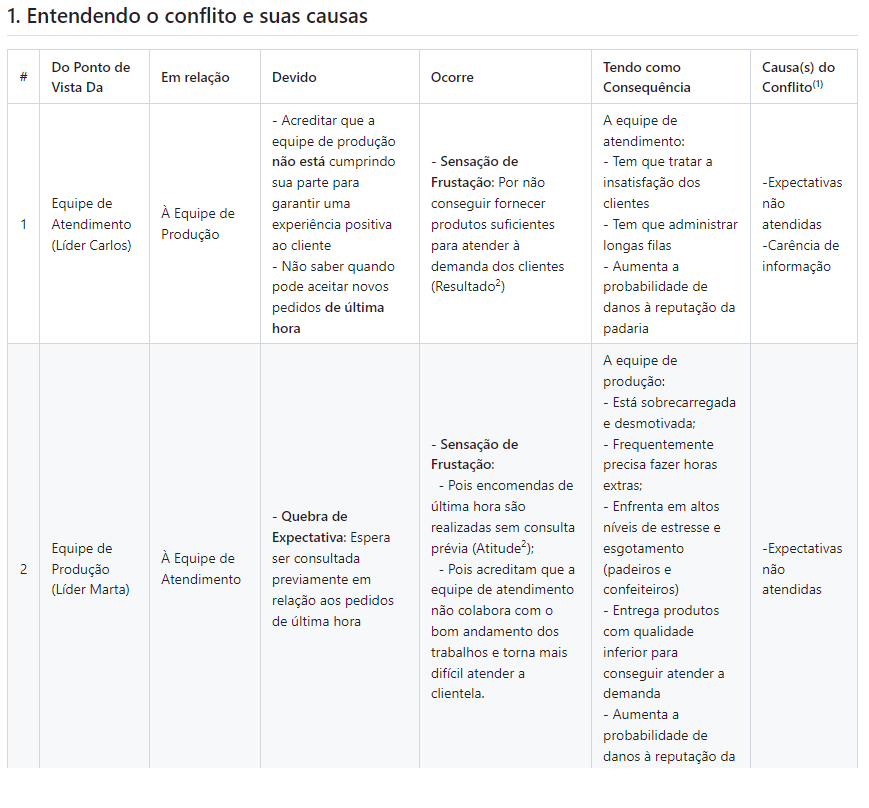 1. Entendendo o conflito e suas causas
#
Do Ponto de
Vista Da
Em relação
Devido
Ocorre
Tendo como
Consequência
Causa(s) do
Conflito(1)
1
Equipe de
Atendimento
(Líder Carlos)
À Equipe de
Produção
- Acreditar que a
equipe de produção
não está cumprindo
sua parte para
garantir uma
experiência positiva
ao cliente
- Não saber quando
pode aceitar novos
pedidos de última
hora
- Sensação de
Frustação: Por não
conseguir fornecer
produtos suficientes
para atender à
demanda dos clientes
(Resultado2)
A equipe de
atendimento:
- Tem que tratar a
insatisfação dos
clientes
- Tem que administrar
longas filas
- Aumenta a
probabilidade de
danos à reputação da
padaria
-Expectativas
não
atendidas
-Carência de
informação
2
Equipe de
Produção
(Líder Marta)
À Equipe de
Atendimento
- Quebra de
Expectativa: Espera
ser consultada
previamente em
relação aos pedidos
de última hora
- Sensação de
Frustação:
- Pois encomendas de
última hora são
realizadas sem consulta
prévia (Atitude2);
- Pois acreditam que a
equipe de atendimento
não colabora com o
bom andamento dos
trabalhos e torna mais
difícil atender a
clientela.
A equipe de
produção:
- Está sobrecarregada
e desmotivada;
- Frequentemente
precisa fazer horas
extras;
- Enfrenta em altos
níveis de estresse e
esgotamento
(padeiros e
confeiteiros)
- Entrega produtos
com qualidade
inferior para
conseguir atender a
demanda
- Aumenta a
probabilidade de
danos à reputação da
-Expectativas
não
atendidas